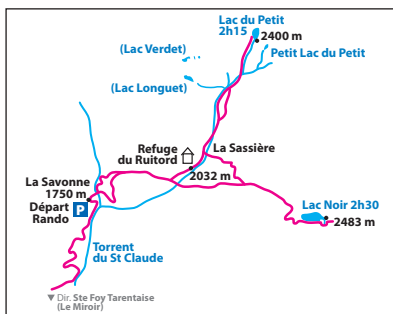 Lac du Petit
2h15
2400 m
(Lac Verdet)
Petit Lac du Petit
(Lac Longuet)
Refuge
du Ruitord
La Sassière
2032 m
La Savonne
1750 m
Départ
Rando
P
Lac Noir 2h30
2483 m
Torrent
du St Claude
▼ Dir. Ste Foy Tarentaise
(Le Miroir)